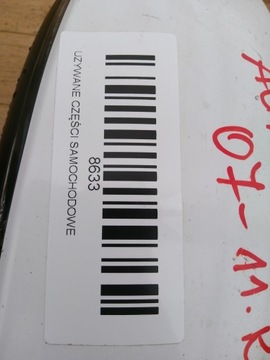 UŻYWANE CZĘŚCI SAMOCHODOWE
8633
07-11.R